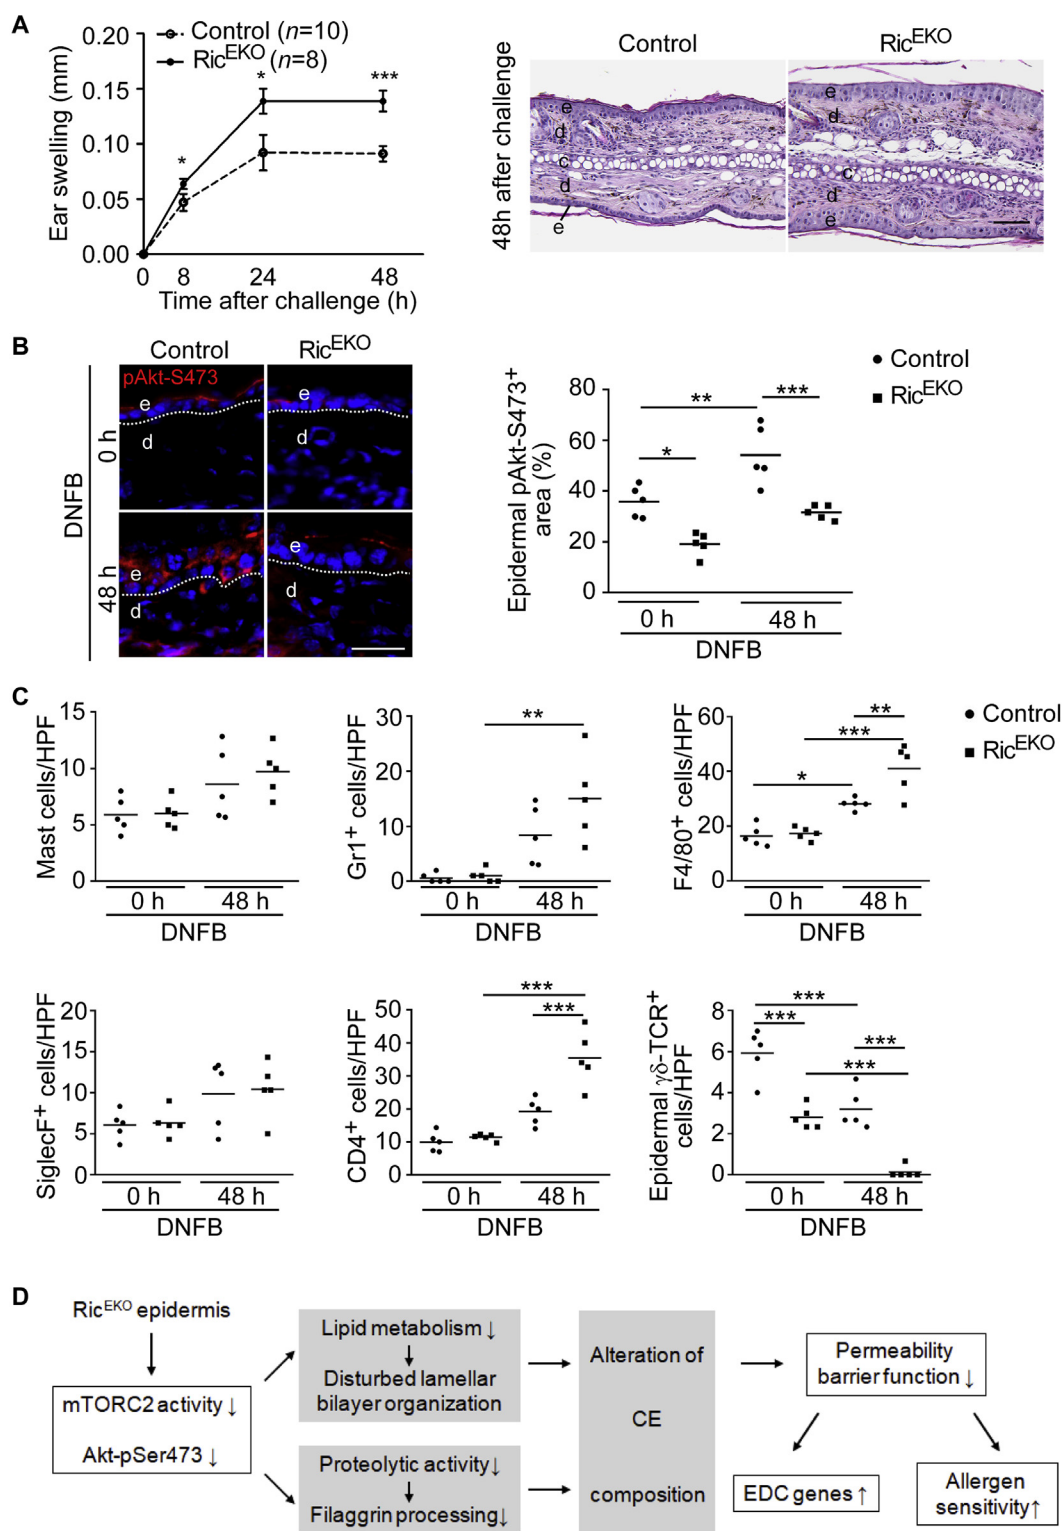 A
Ear swelling (mm)
0.20
0.15
0.10
0.05
0.00
Control (n=10)
Ric^EKO (n=8)
*
*
***
0
8
24
48
Time after challenge (h)
48h after challenge
Control
Ric^EKO
e
d
c
d
e
e
d
c
d
e
B
Control
Ric^EKO
DNFB
0 h
48 h
pAkt-S473
e
d
e
d
e
d
Epidermal pAkt-S473+
area (%)
80
60
40
20
0
*
**
***
0 h
48 h
DNFB
Control
Ric^EKO
C
Mast cells/HPF
15
10
5
0
0 h
48 h
DNFB
Gr1+ cells/HPF
30
20
10
0
**
0 h
48 h
DNFB
F4/80+ cells/HPF
60
40
20
0
**
***
*
0 h
48 h
DNFB
Control
Ric^EKO
SiglecF+ cells/HPF
20
15
10
5
0
0 h
48 h
DNFB
CD4+ cells/HPF
50
40
30
20
10
0
***
***
0 h
48 h
DNFB
Epidermal γδ-TCR+
cells/HPF
8
6
4
2
0
***
***
***
***
0 h
48 h
DNFB
D
Ric^EKO epidermis
mTORC2 activity ↓
Akt-pSer473 ↓
Lipid metabolism ↓
Disturbed lamellar
bilayer organization
Proteolytic activity↓
Filaggrin processing↓
Alteration of
CE
composition
Permeability
barrier function ↓
EDC genes ↑
Allergen
sensitivity↑